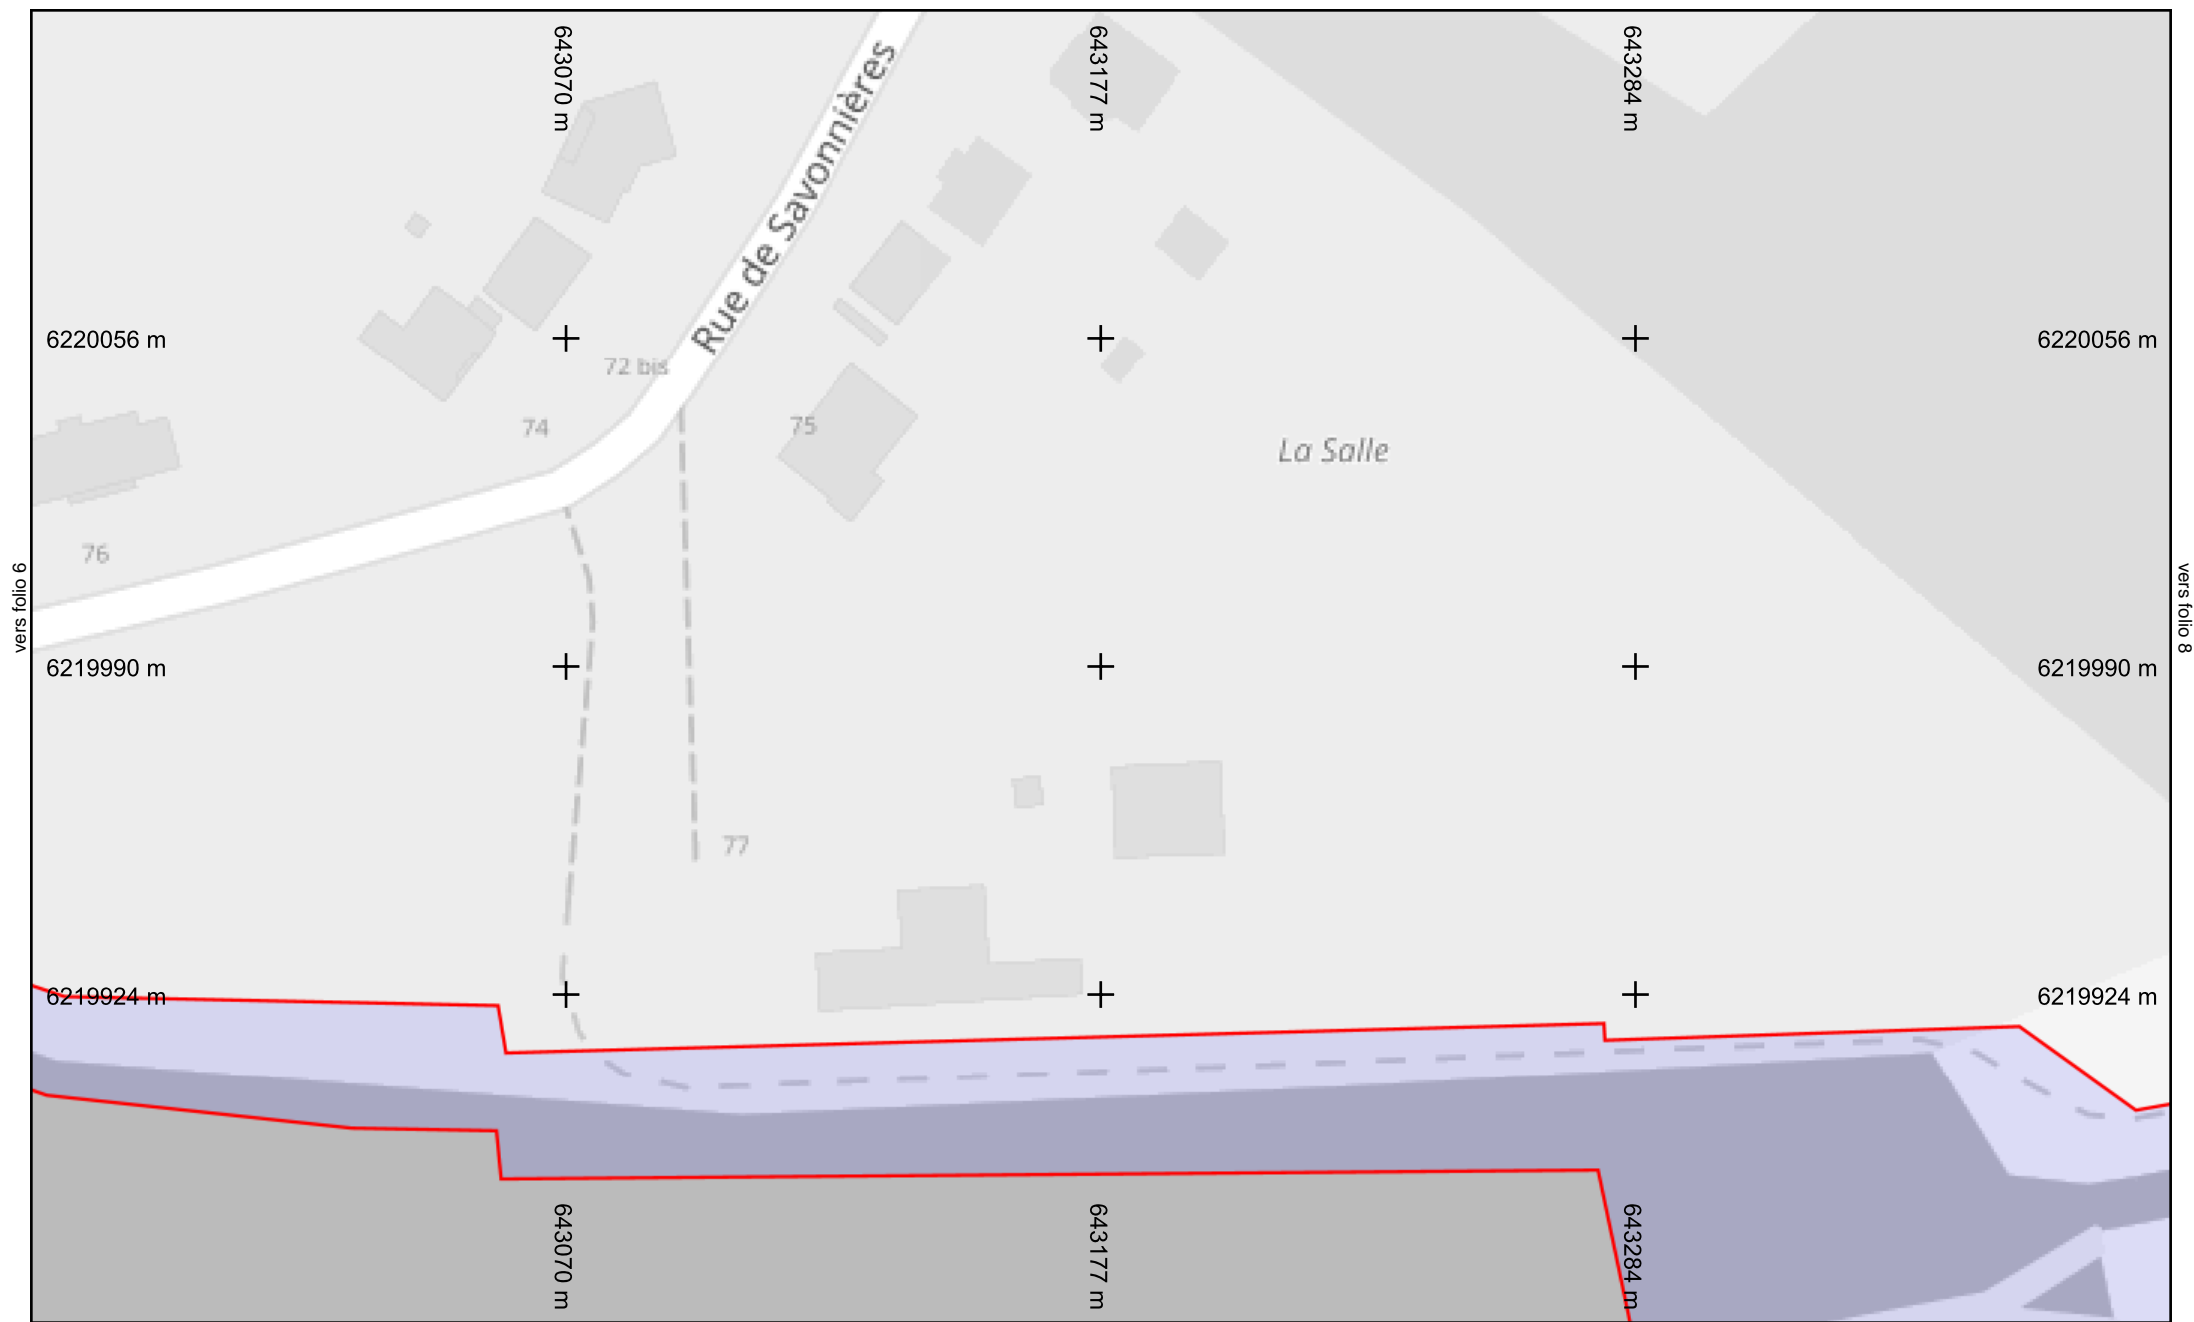 643070 m
643177 m
643284 m
Rue de Savonnières
6220056 m
6220056 m
72 bis
74
75
La Salle
76
vers folio 6
vers folio 8
6219990 m
6219990 m
77
6219924 m
6219924 m
643070 m
643177 m
643284 m